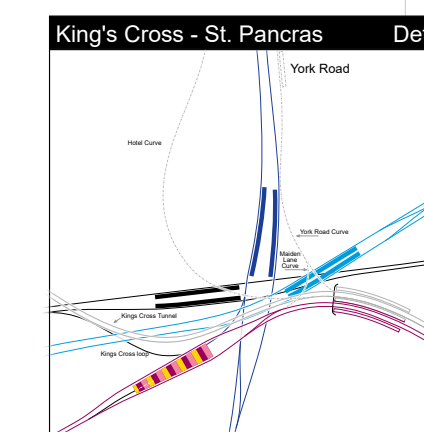 King's Cross - St. Pancras
De
York Road
Hotel Curve
York Road Curve
Maiden
Lane
Curve
Kings Cross Tunnel
Kings Cross loop